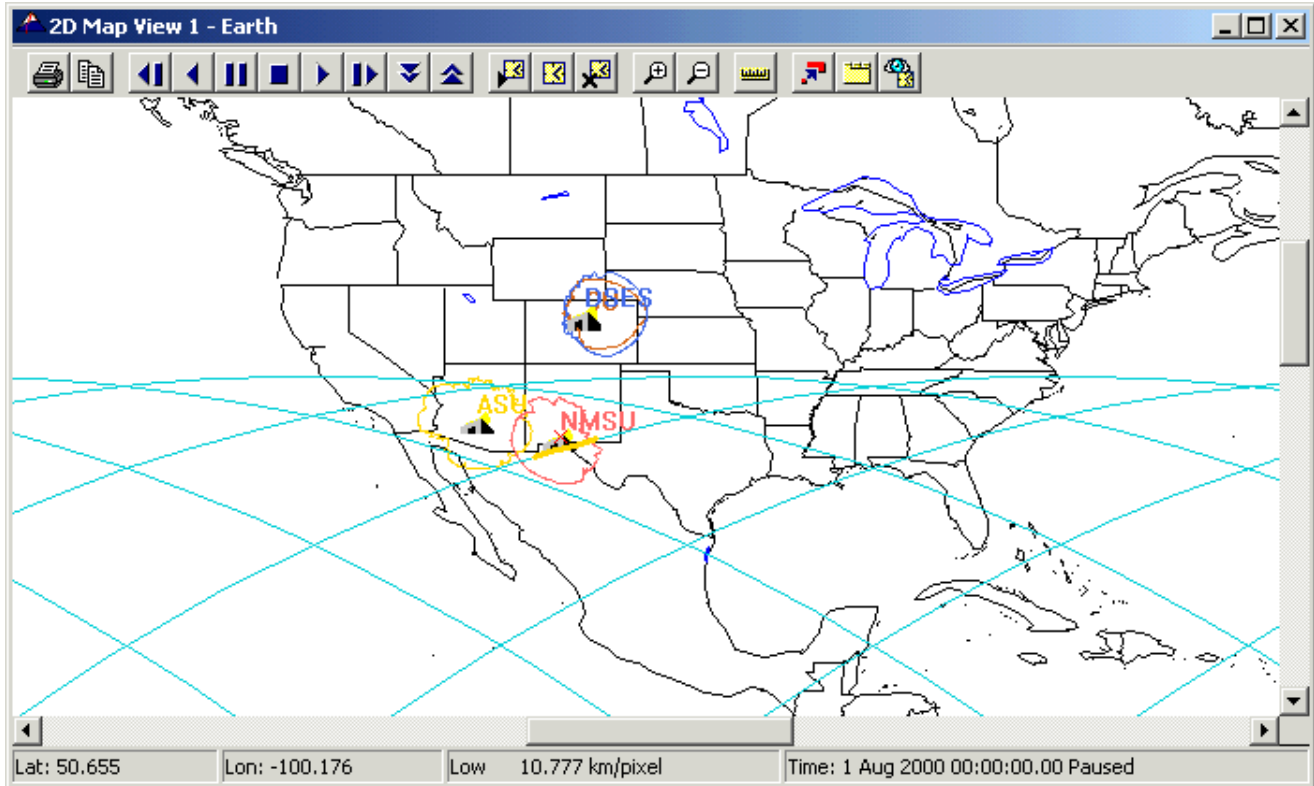 2D Map View 1 - Earth
ASU
NMSU
Lat: 50.655
Lon: -100.176
Low 10.777 km/pixel
Time: 1 Aug 2000 00:00:00.00 Paused